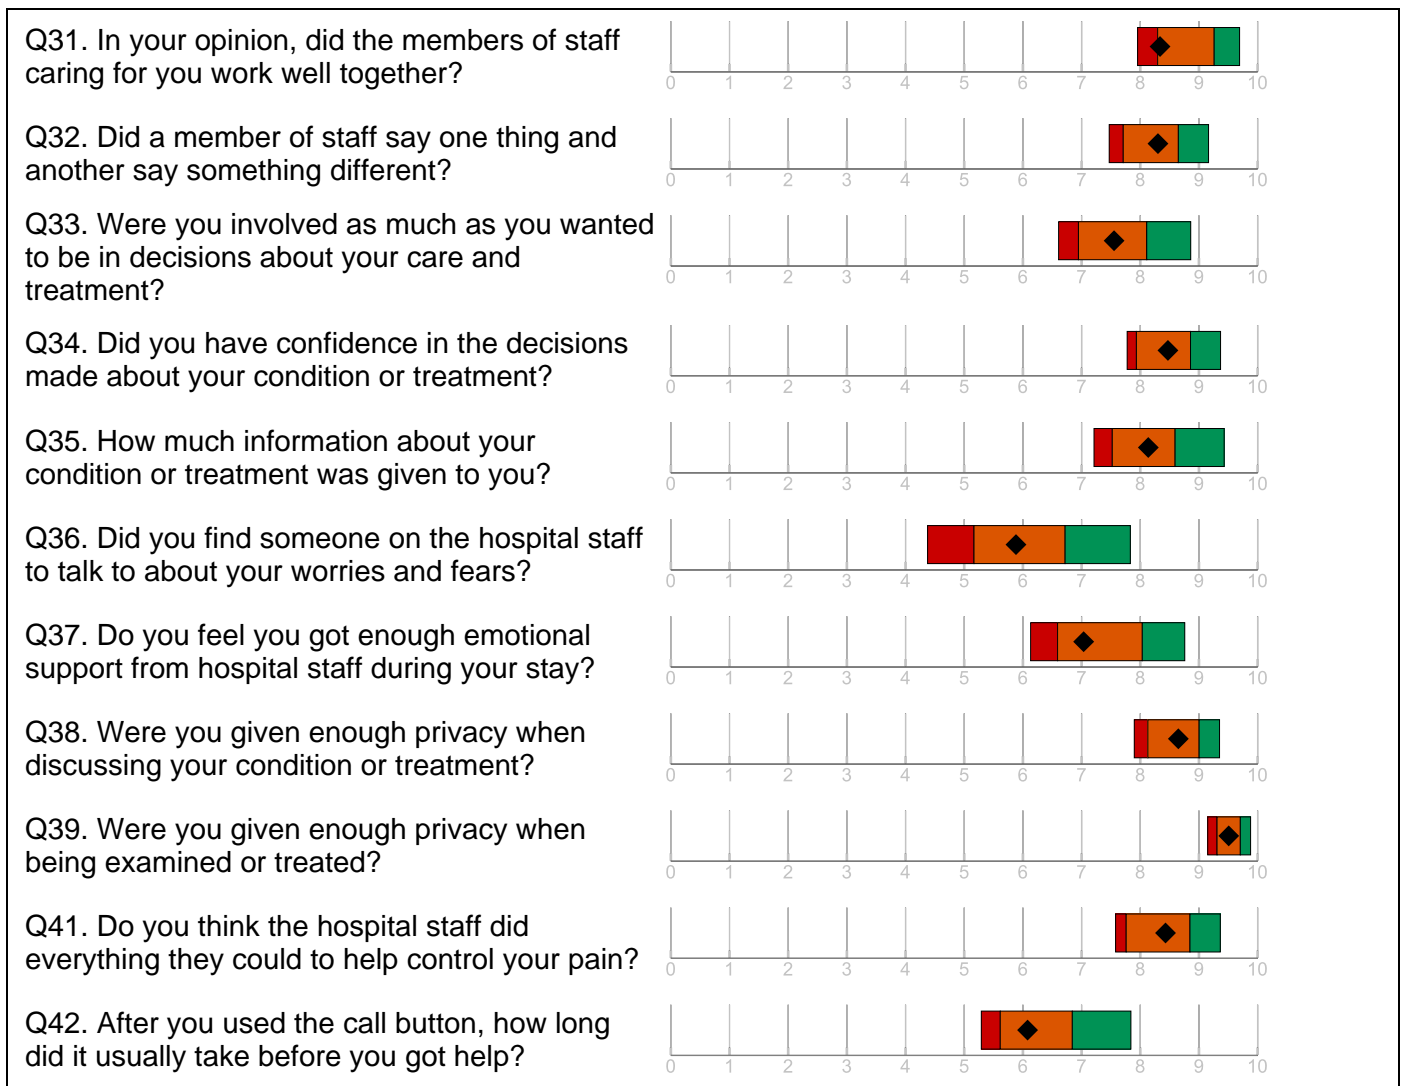 Q31. In your opinion, did the members of staff
caring for you work well together?
0 1 2 3 4 5 6 7 8 9 10
Q32. Did a member of staff say one thing and
another say something different?
0 1 2 3 4 5 6 7 8 9 10
Q33. Were you involved as much as you wanted
to be in decisions about your care and
treatment?
0 1 2 3 4 5 6 7 8 9 10
Q34. Did you have confidence in the decisions
made about your condition or treatment?
0 1 2 3 4 5 6 7 8 9 10
Q35. How much information about your
condition or treatment was given to you?
0 1 2 3 4 5 6 7 8 9 10
Q36. Did you find someone on the hospital staff
to talk to about your worries and fears?
0 1 2 3 4 5 6 7 8 9 10
Q37. Do you feel you got enough emotional
support from hospital staff during your stay?
0 1 2 3 4 5 6 7 8 9 10
Q38. Were you given enough privacy when
discussing your condition or treatment?
0 1 2 3 4 5 6 7 8 9 10
Q39. Were you given enough privacy when
being examined or treated?
0 1 2 3 4 5 6 7 8 9 10
Q41. Do you think the hospital staff did
everything they could to help control your pain?
0 1 2 3 4 5 6 7 8 9 10
Q42. After you used the call button, how long
did it usually take before you got help?
0 1 2 3 4 5 6 7 8 9 10